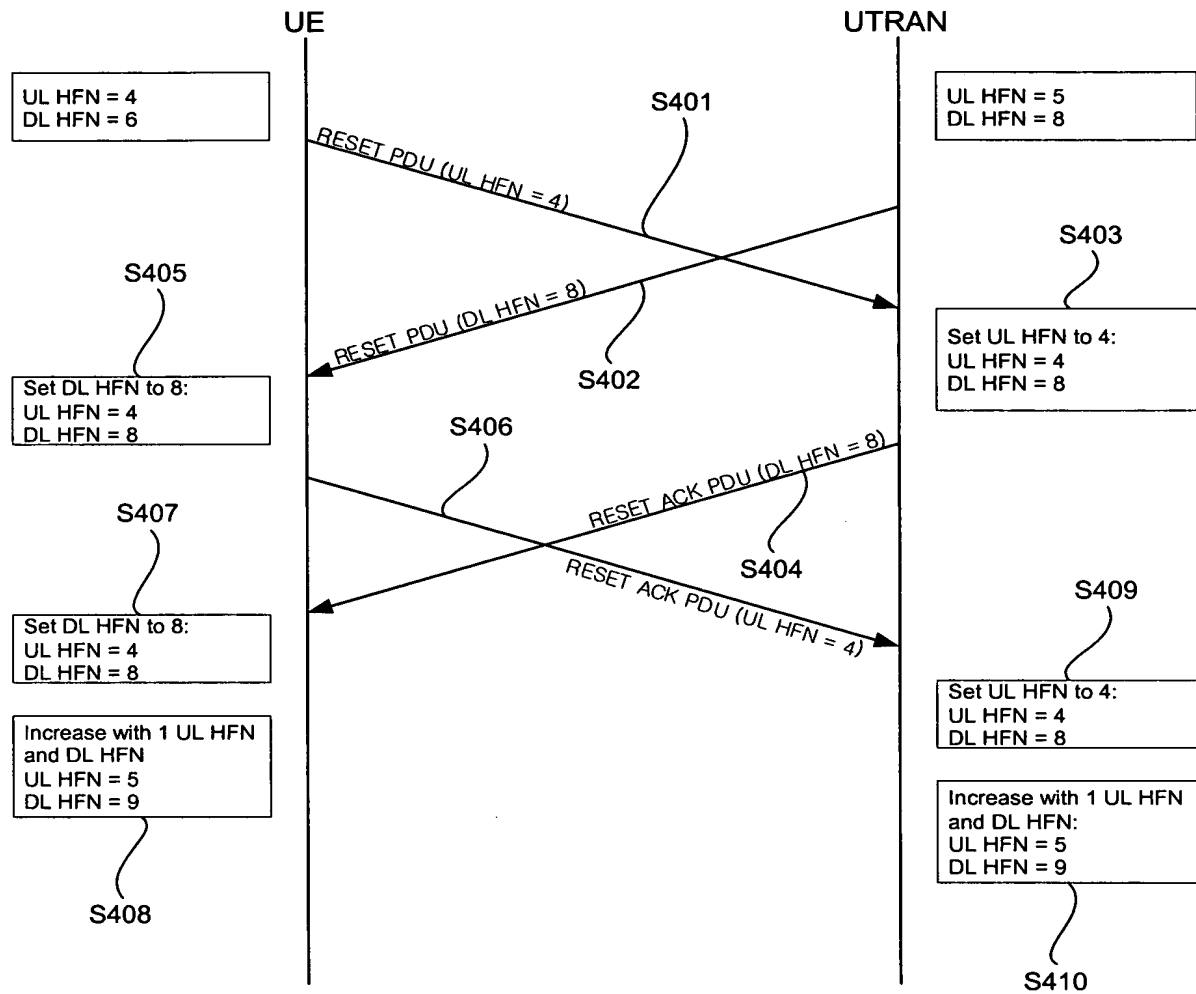 UE
UTRAN
UL HFN = 4
DL HFN = 6
UL HFN = 5
DL HFN = 8
S401
RESET PDU (UL HFN = 4)
S403
S405
RESET PDU (DL HFN = 8)
S402
Set UL HFN to 4:
UL HFN = 4
DL HFN = 8
Set DL HFN to 8:
UL HFN = 4
DL HFN = 8
S406
RESET ACK PDU (DL HFN = 8)
S407
S404
RESET ACK PDU (UL HFN = 4)
S409
Set DL HFN to 8:
UL HFN = 4
DL HFN = 8
Set UL HFN to 4:
UL HFN = 4
DL HFN = 8
Increase with 1 UL HFN
and DL HFN
UL HFN = 5
DL HFN = 9
Increase with 1 UL HFN
and DL HFN:
UL HFN = 5
DL HFN = 9
S408
S410